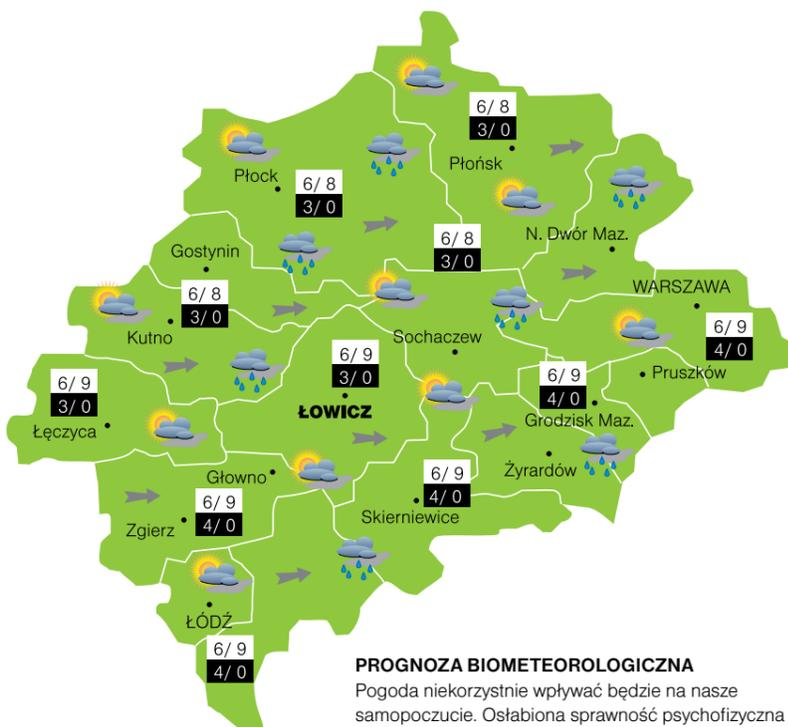 6/ 8
3/ 0
Płońsk
Płock
6/ 8
3/ 0
6/ 8
3/ 0
N. Dwór Maz.
Gostynin
6/ 8
3/ 0
Kutno
WARSZAWA
6/ 9
4/ 0
Sochaczew
6/ 9
3/ 0
ŁOWICZ
6/ 9
3/ 0
Łęczyca
Pruszków
6/ 9
4/ 0
Grodzisk Maz.
Żyrardów
Głowno
6/ 9
4/ 0
Skierniewice
6/ 9
4/ 0
Zgierz
ŁÓDŹ
6/ 9
4/ 0
PROGNOZA BIOMETEOROLOGICZNA
Pogoda niekorzystnie wpływać będzie na nasze
samopoczucie. Osłabiona sprawność psychofizyczna